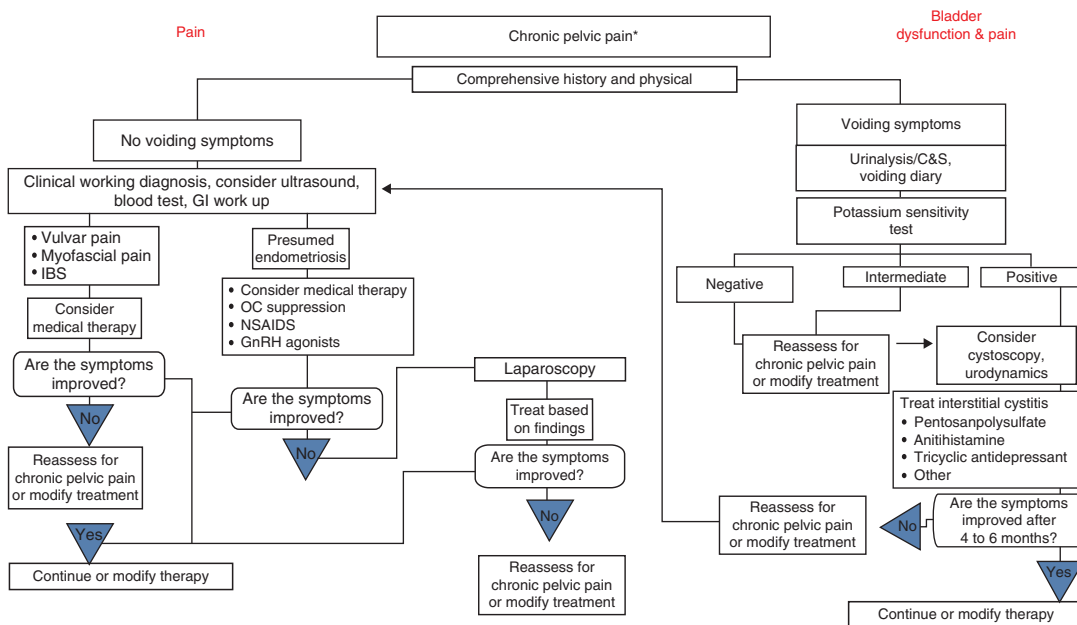 Pain
Chronic pelvic pain*
Bladder
dysfunction & pain
Comprehensive history and physical
No voiding symptoms
Clinical working diagnosis, consider ultrasound,
blood test, GI work up
• Vulvar pain
• Myofascial pain
• IBS
Consider
medical therapy
Are the symptoms
improved?
No
Reassess for
chronic pelvic pain
or modify treatment
Yes
Continue or modify therapy
Presumed
endometriosis
• Consider medical therapy
• OC suppression
• NSAIDS
• GnRH agonists
Are the symptoms
improved?
No
Laparoscopy
Treat based
on findings
Are the symptoms
improved?
No
Reassess for
chronic pelvic pain
or modify treatment
Voiding symptoms
Urinalysis/C&S,
voiding diary
Potassium sensitivity
test
Negative
Intermediate
Positive
Reassess for
chronic pelvic pain
or modify treatment
Consider
cystoscopy,
urodynamics
Treat interstitial cystitis
• Pentosanpolysulfate
• Anitihistamine
• Tricyclic antidepressant
• Other
Are the symptoms
improved after
4 to 6 months?
No
Reassess for
chronic pelvic pain
or modify treatment
Yes
Continue or modify therapy